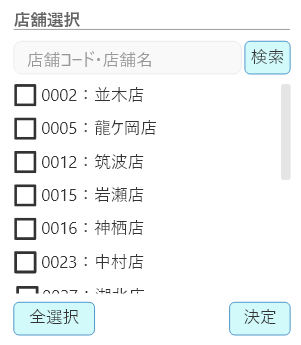 店舗選択
店舗コード・店舗名
検索
0002：並木店
0005：龍ケ岡店
0012：筑波店
0015：岩瀬店
0016：神栖店
0023：中村店
全選択
決定